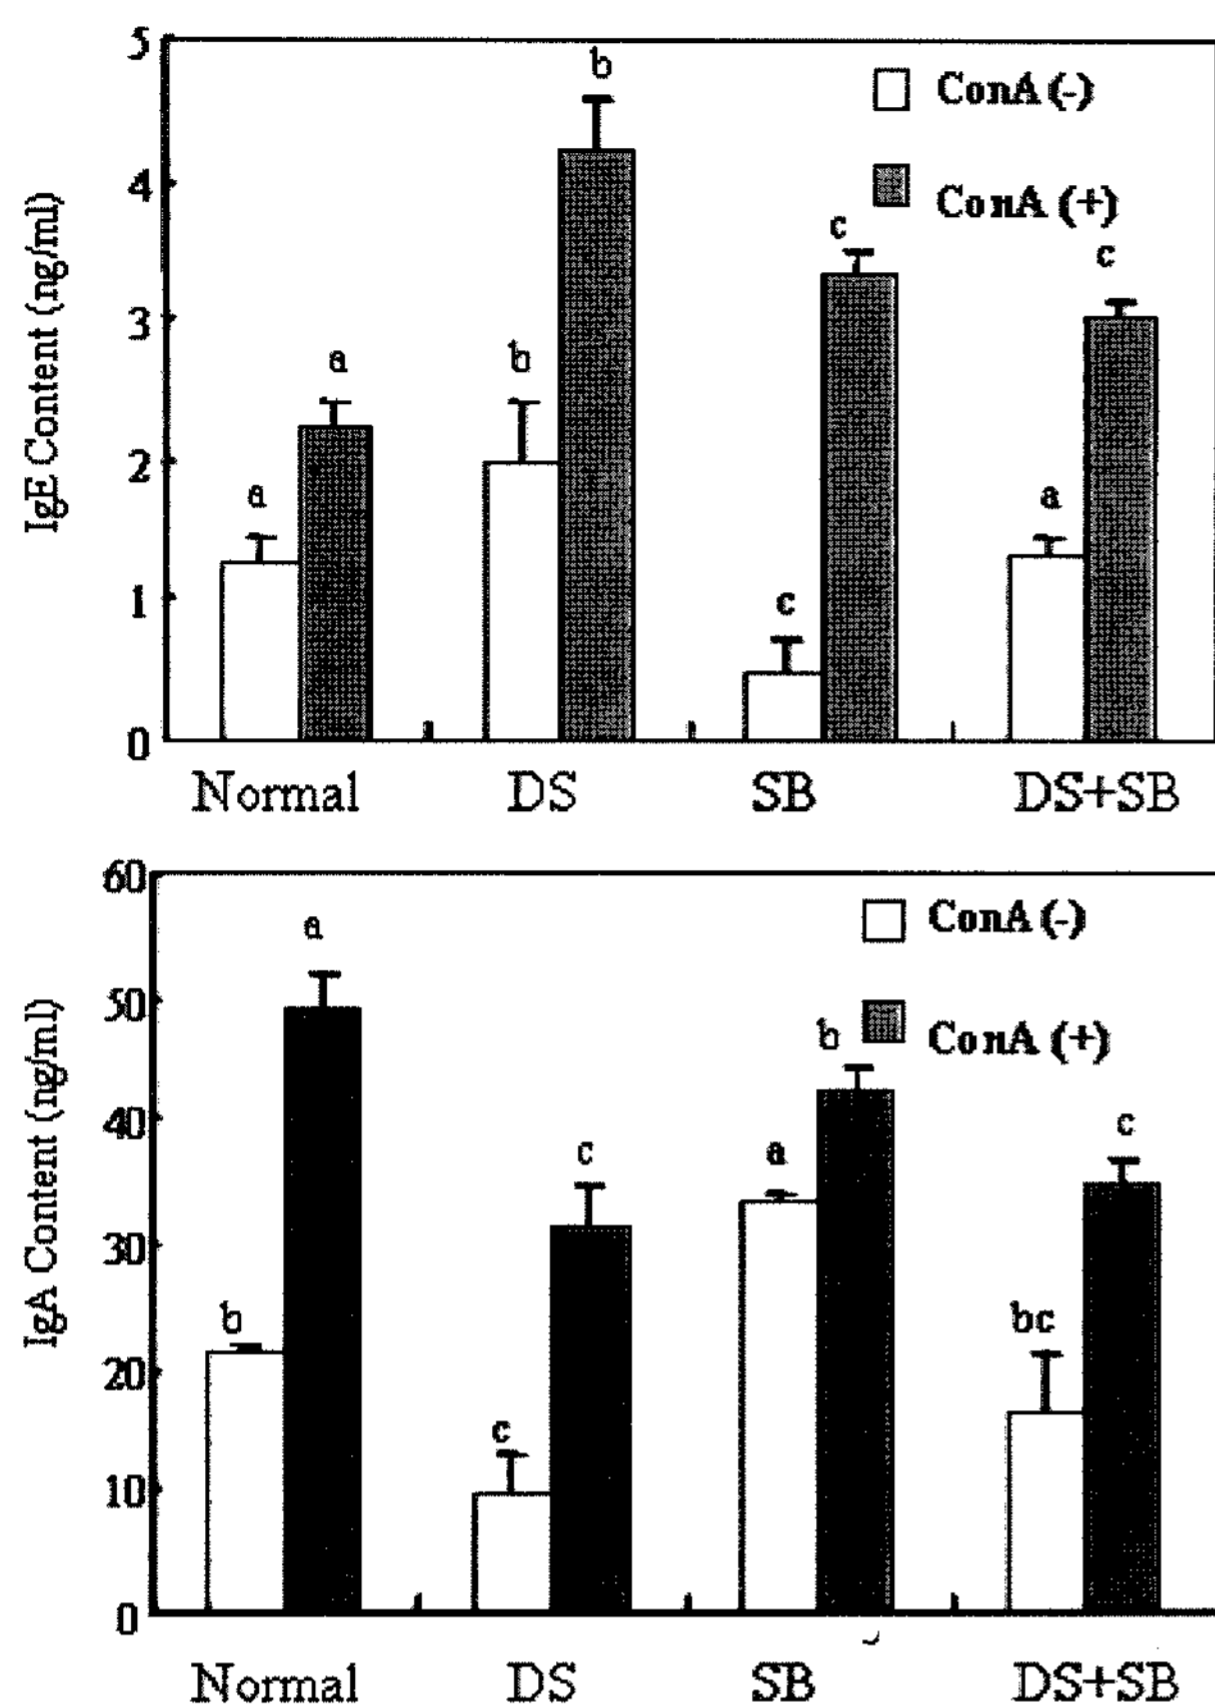 5
b
ConA (-)
4
ConA (+)
c
c
3
a
b
2
a
a
1
c
0
IgE Content (ng/ml)
Normal DS SB DS+SB
60
ConA (-)
a
50
b
ConA (+)
40
c
a
c
30
b
bc
20
c
10
0
IgA Content (ng/ml)
Normal DS SB DS+SB